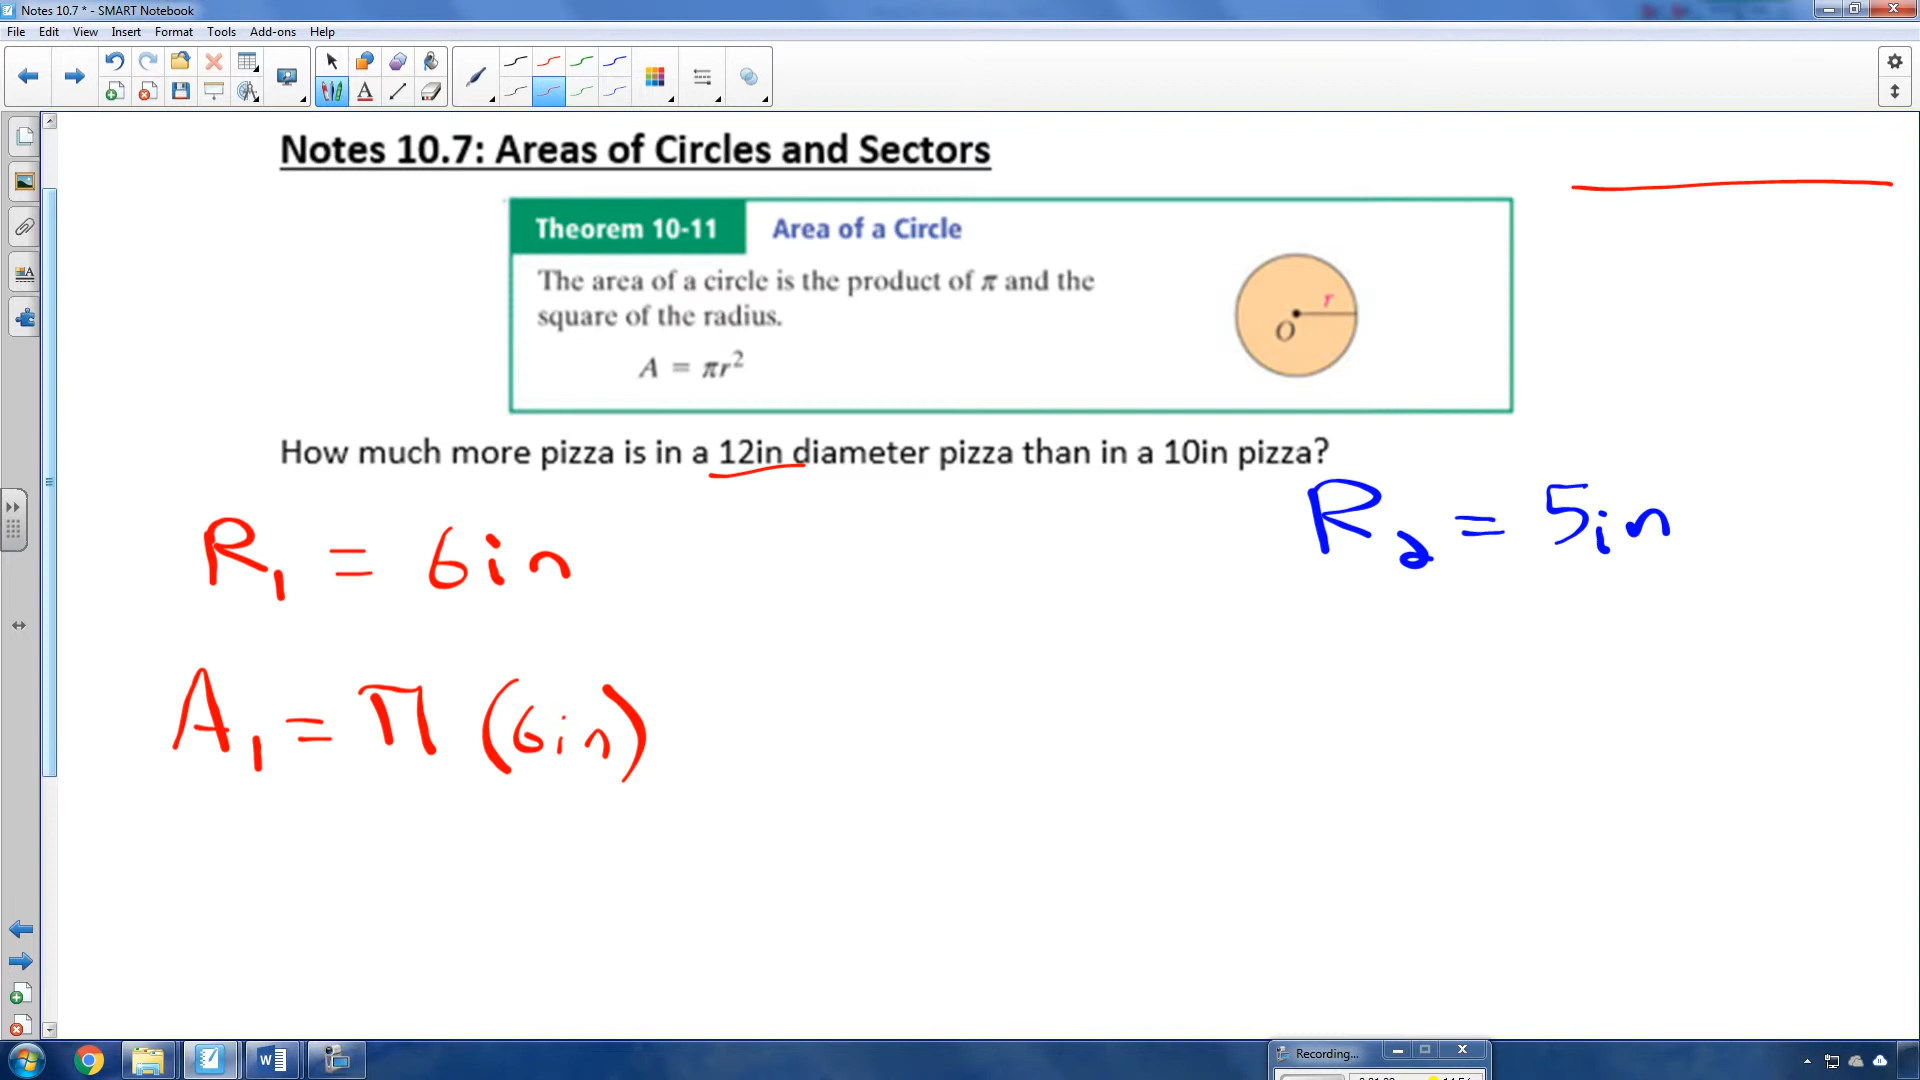 Notes 10.7 * - SMART Notebook
File Edit View Insert Format Tools Add-ons Help
Notes 10.7: Areas of Circles and Sectors
Theorem 10-11 Area of a Circle
The area of a circle is the product of π and the
square of the radius.
A = πr²
r
O
How much more pizza is in a 12in diameter pizza than in a 10in pizza?
R₂ = 5in
R₁ = 6in
A₁ = π (6in)
Recording...